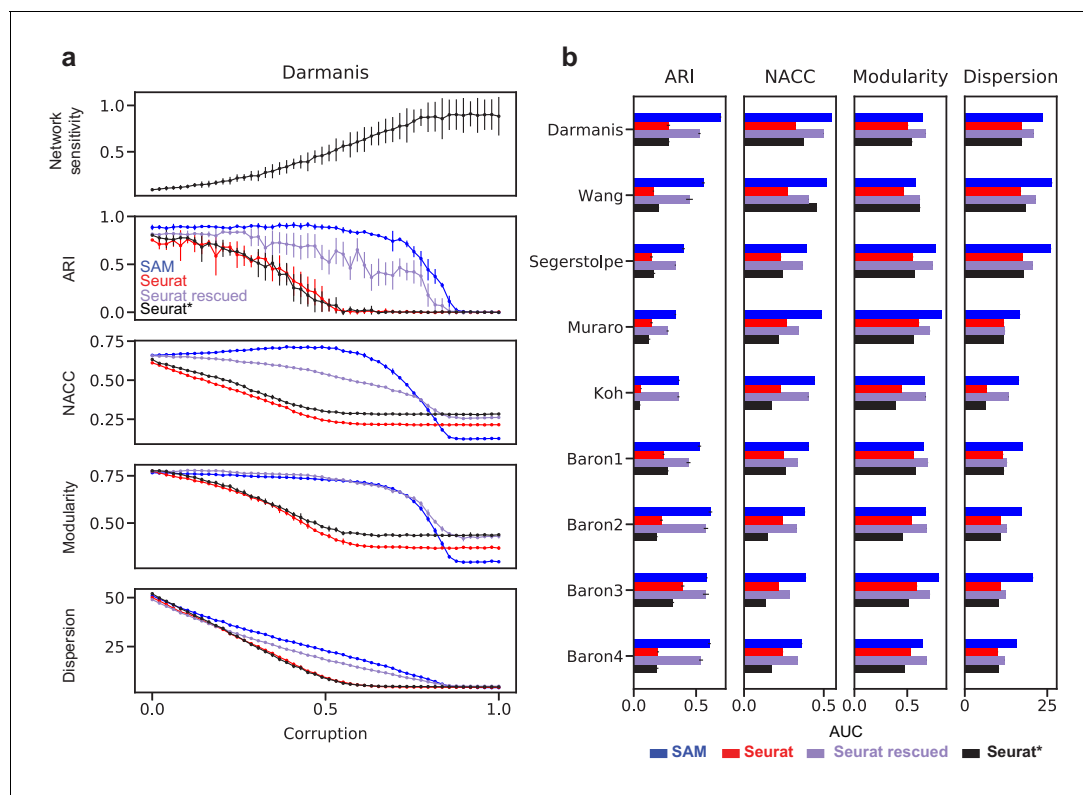 a
Darmanis
Network
sensitivity
1.0
0.5
ARI
1.0
0.5
0.0
SAM
Seurat
Seurat rescued
Seurat*
NACC
0.75
0.50
0.25
Modularity
0.75
0.50
Dispersion
50
25
0.0
0.5
1.0
Corruption
b
ARI
NACC
Modularity
Dispersion
Darmanis
Wang
Segerstolpe
Muraro
Koh
Baron1
Baron2
Baron3
Baron4
0.0
0.5
0.0
0.5
0.0
0.5
0
25
AUC
SAM
Seurat
Seurat rescued
Seurat*